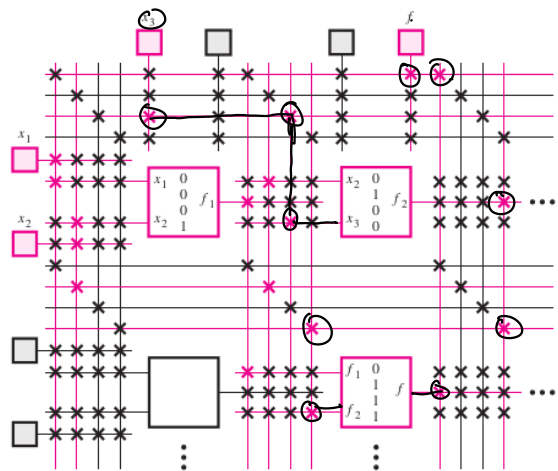 x3 f
x1
x1 0 x2 0
0 f1 1 f2
0 0
x2 1 x3 0
x2
...
f1 0
1 f
1
f2 1
...
⋮ ⋮